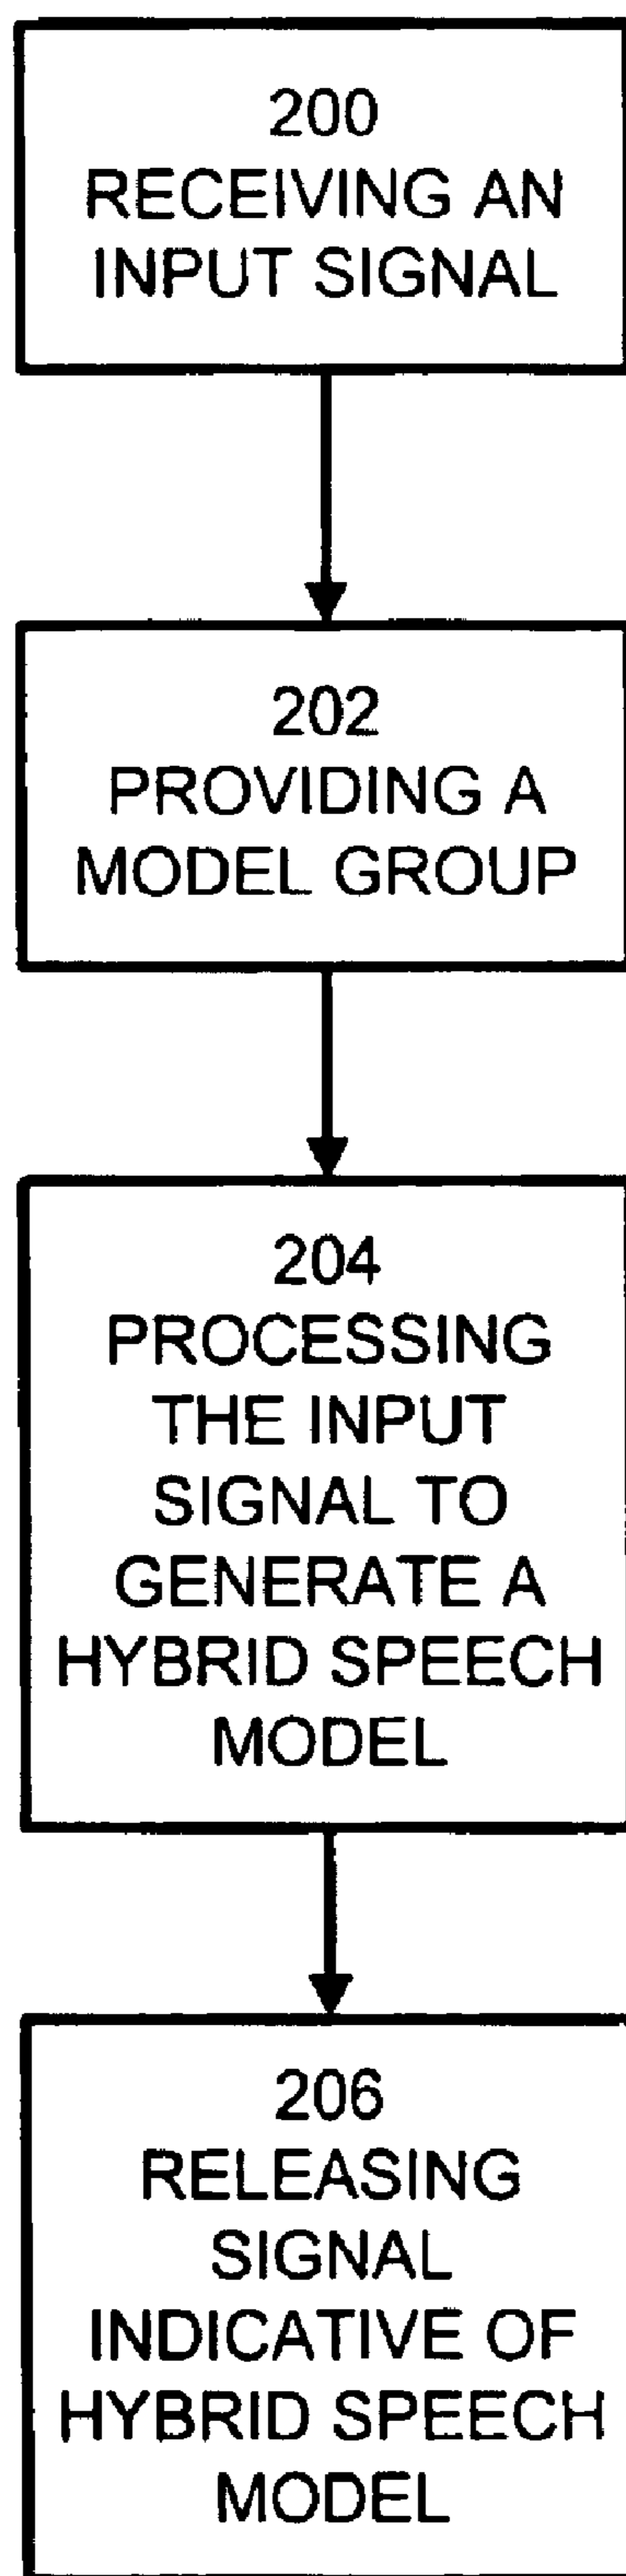 200
RECEIVING AN
INPUT SIGNAL
202
PROVIDING A
MODEL GROUP
204
PROCESSING
THE INPUT
SIGNAL TO
GENERATE A
HYBRID SPEECH
MODEL
206
RELEASING
SIGNAL
INDICATIVE OF
HYBRID SPEECH
MODEL